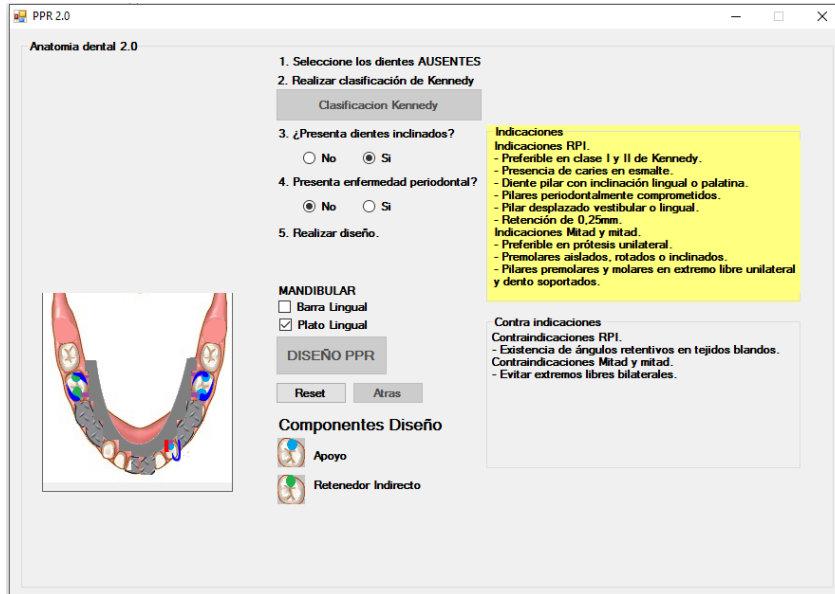 PPR 2.0
Anatomia dental 2.0
1. Seleccione los dientes AUSENTES
2. Realizar clasificación de Kennedy
Clasificacion Kennedy
3. ¿Presenta dientes inclinados?
No
Si
4. Presenta enfermedad periodontal?
No
Si
5. Realizar diseño.
MANDIBULAR
Barra Lingual
Plato Lingual
DISEÑO PPR
Reset
Atras
Componentes Diseño
Apoyo
Retenedor Indirecto
Indicaciones
Indicaciones RPI.
- Preferible en clase I y II de Kennedy.
- Presencia de caries en esmalte.
- Diente pilar con inclinación lingual o palatina.
- Pilares periodontalmente comprometidos.
- Pilar desplazado vestibular o lingual.
- Retención de 0,25mm.
Indicaciones Mitad y mitad.
- Preferible en prótesis unilateral.
- Premolares aislados, rotados o inclinados.
- Pilares premolares y molares en extremo libre unilateral
y dento soportados.
Contra indicaciones
Contraindicaciones RPI.
- Existencia de ángulos retentivos en tejidos blandos.
Contraindicaciones Mitad y mitad.
- Evitar extremos libres bilaterales.